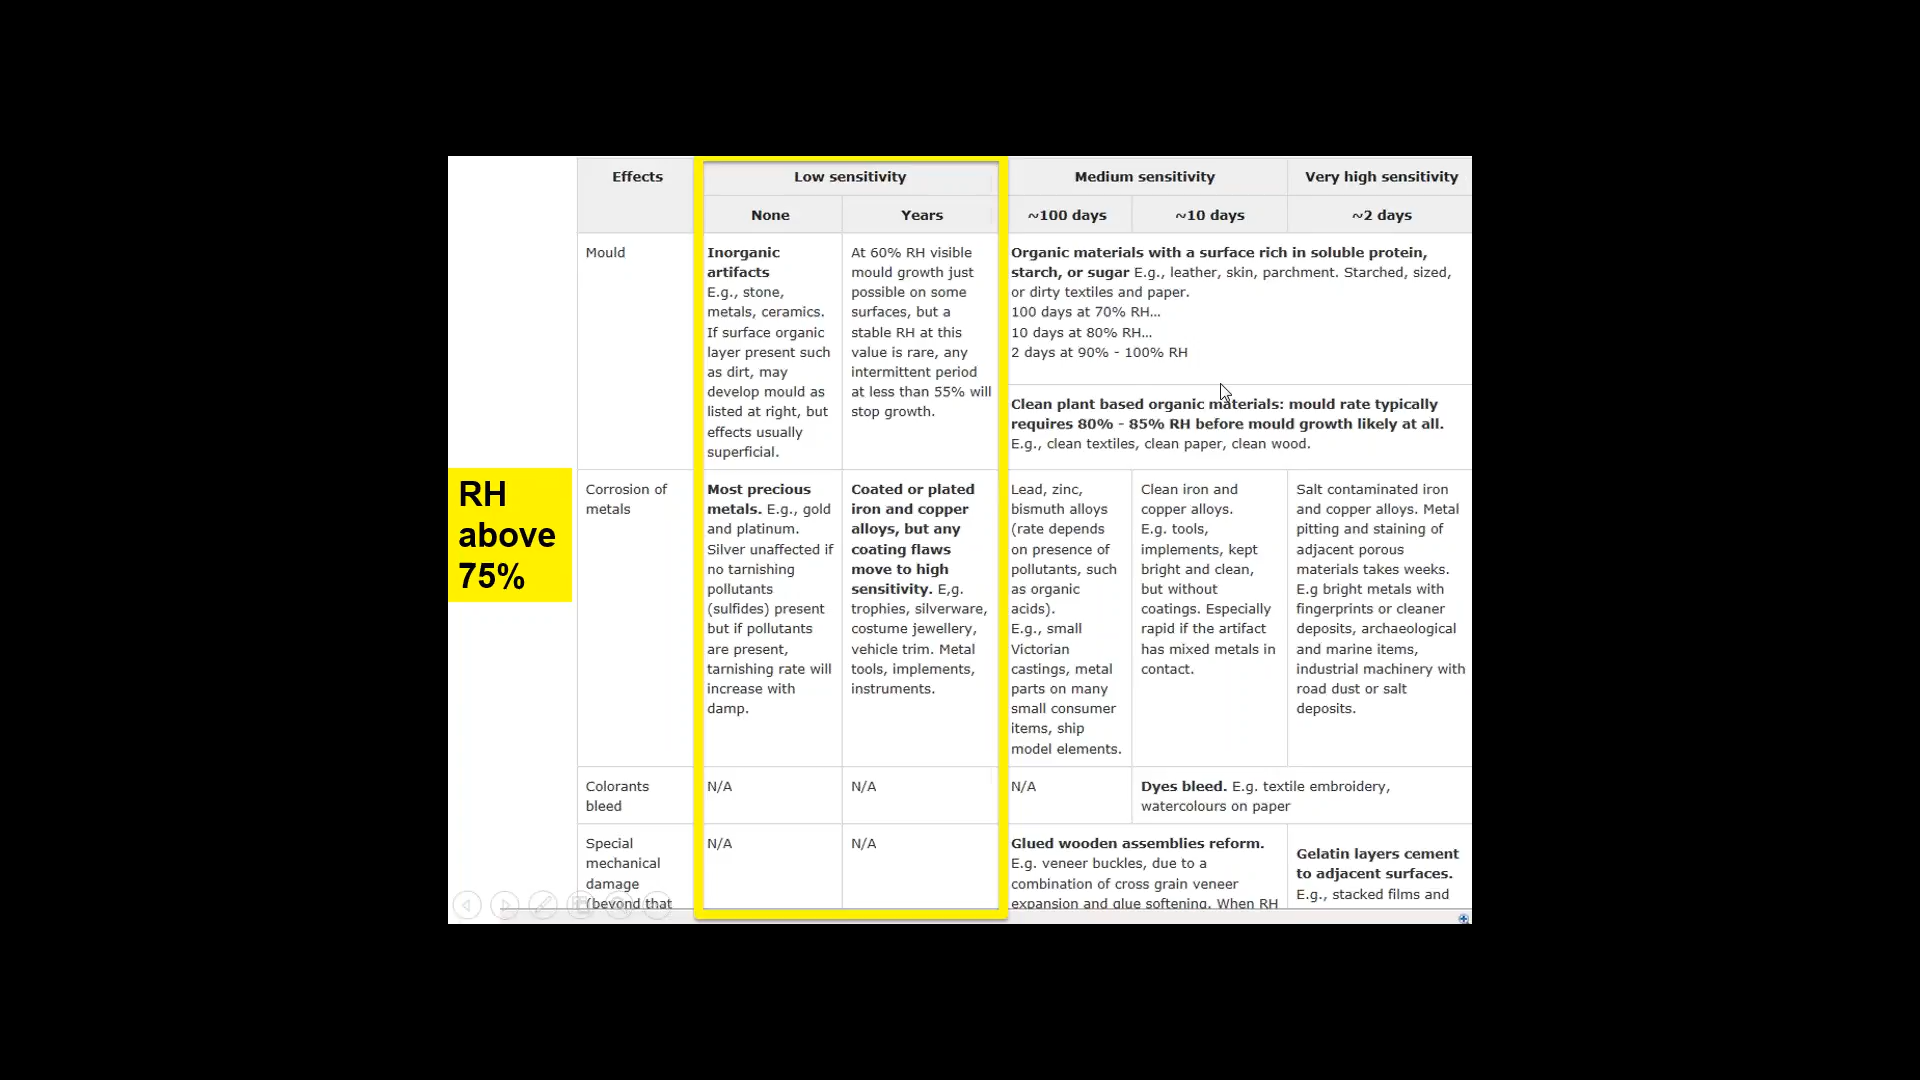 Effects
Low sensitivity
Medium sensitivity
Very high sensitivity
None
Years
~100 days
~10 days
~2 days
Mould
Inorganic
artifacts
E.g., stone,
metals, ceramics.
If surface organic
layer present such
as dirt, may
develop mould as
listed at right, but
effects usually
superficial.
At 60% RH visible
mould growth just
possible on some
surfaces, but a
stable RH at this
value is rare, any
intermittent period
at less than 55% will
stop growth.
Organic materials with a surface rich in soluble protein,
starch, or sugar E.g., leather, skin, parchment. Starched, sized,
or dirty textiles and paper.
100 days at 70% RH...
10 days at 80% RH...
2 days at 90% - 100% RH
Clean plant based organic materials: mould rate typically
requires 80% - 85% RH before mould growth likely at all.
E.g., clean textiles, clean paper, clean wood.
RH
above
75%
Corrosion of
metals
Most precious
metals. E.g., gold
and platinum.
Silver unaffected if
no tarnishing
pollutants
(sulfides) present
but if pollutants
are present,
tarnishing rate will
increase with
damp.
Coated or plated
iron and copper
alloys, but any
coating flaws
move to high
sensitivity. E,g.
trophies, silverware,
costume jewellery,
vehicle trim. Metal
tools, implements,
instruments.
Lead, zinc,
bismuth alloys
(rate depends
on presence of
pollutants, such
as organic
acids).
E.g., small
Victorian
castings, metal
parts on many
small consumer
items, ship
model elements.
Clean iron and
copper alloys.
E.g. tools,
implements, kept
bright and clean,
but without
coatings. Especially
rapid if the artifact
has mixed metals in
contact.
Salt contaminated iron
and copper alloys. Metal
pitting and staining of
adjacent porous
materials takes weeks.
E.g bright metals with
fingerprints or cleaner
deposits, archaeological
and marine items,
industrial machinery with
road dust or salt
deposits.
Colorants
bleed
N/A
N/A
N/A
Dyes bleed. E.g. textile embroidery,
watercolours on paper
Special
mechanical
damage
(beyond that
N/A
N/A
Glued wooden assemblies reform.
E.g. veneer buckles, due to a
combination of cross grain veneer
expansion and glue softening. When RH
Gelatin layers cement
to adjacent surfaces.
E.g., stacked films and